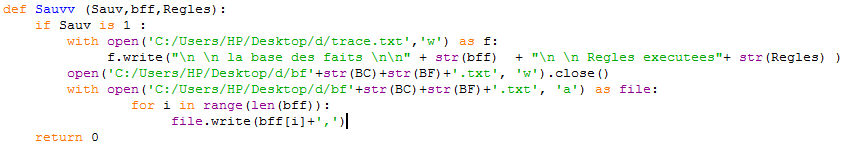 def Sauvv (Sauv,bff,Regles):
    if Sauv is 1 :
        with open('C:/Users/HP/Desktop/d/trace.txt','w') as f:
             f.write("\n \n la base des faits \n\n" + str(bff)  + "\n \n Regles executees"+ str(Regles) )
        open('C:/Users/HP/Desktop/d/bf'+str(BC)+str(BF)+'.txt', 'w').close()
        with open('C:/Users/HP/Desktop/d/bf'+str(BC)+str(BF)+'.txt', 'a') as file:
                for i in range(len(bff)):
                     file.write(bff[i]+',')
    return 0